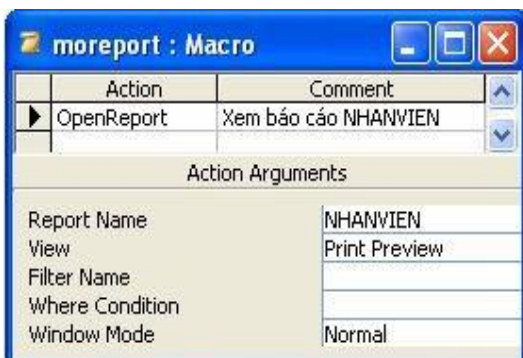 moreport : Macro
Action Comment
OpenReport Xem báo cáo NHANVIEN
Action Arguments
Report Name NHANVIEN
View Print Preview
Filter Name
Where Condition
Window Mode Normal